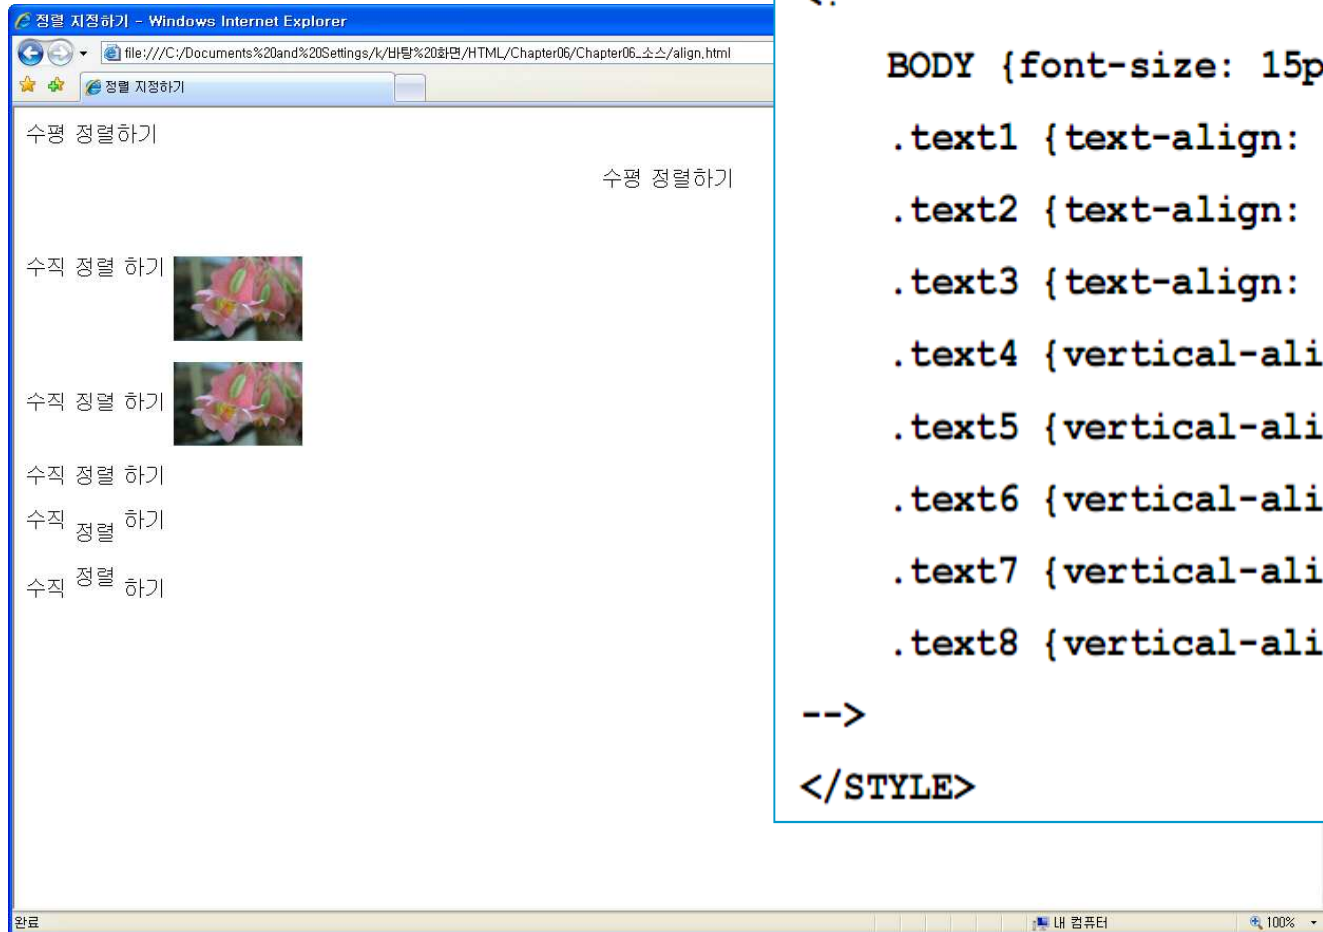 정렬 지정하기 - Windows Internet Explorer
file:///C:/Documents%20and%20Settings/k/바탕%20화면/HTML/Chapter06/Chapter06_소스/align.html
정렬 지정하기
수평 정렬하기
수평 정렬하기
수직 정렬 하기
수직 정렬 하기
수직 정렬 하기
수직 정렬 하기
수직 정렬 하기
BODY {font-size: 15p
.text1 {text-align:
.text2 {text-align:
.text3 {text-align:
.text4 {vertical-ali
.text5 {vertical-ali
.text6 {vertical-ali
.text7 {vertical-ali
.text8 {vertical-ali
-->
</STYLE>
완료
내 컴퓨터
100%